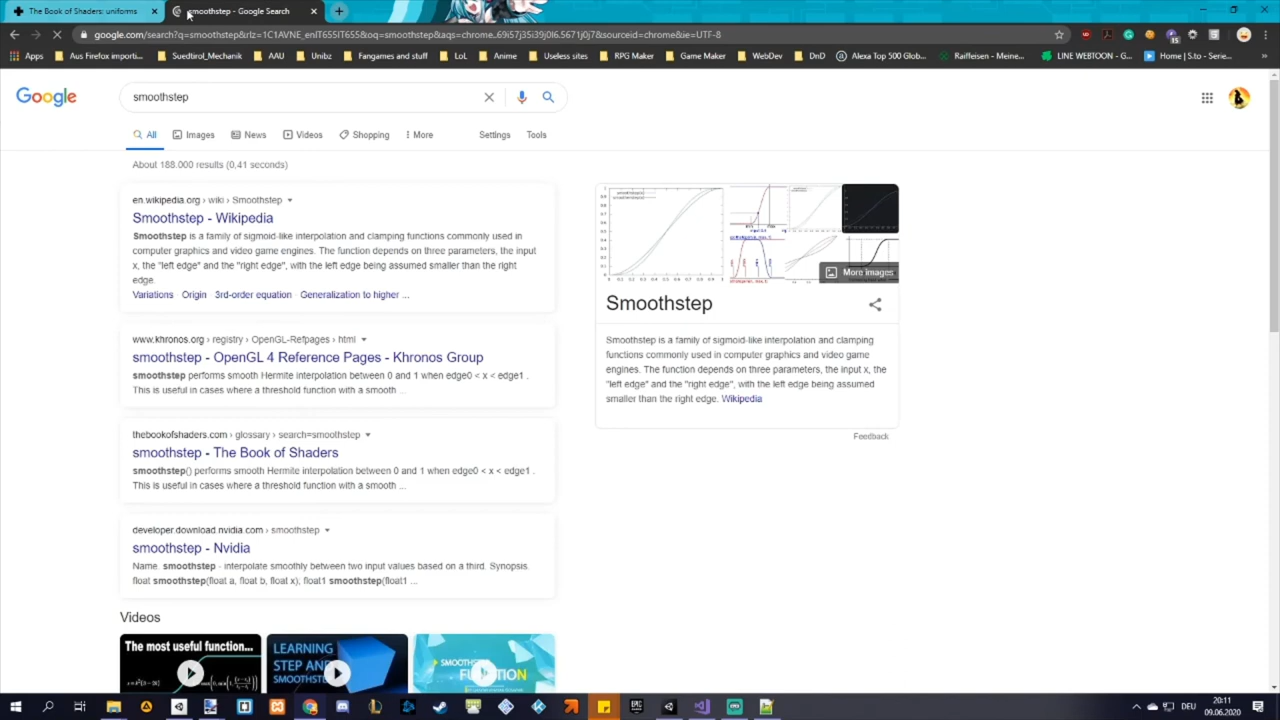 The Book of Shaders: uniforms
smoothstep - Google Search
google.com/search?q=smoothstep&rlz=1C1AVNE_enIT655IT655&oq=smoothstep&aqs=chrome..69i57j35i39j0l6.5671j0j7&sourceid=chrome&ie=UTF-8
Apps
Aus Firefox importi...
Suedtirol_Mechanik
AAU
Unibz
Fangames and stuff
LoL
Anime
Useless sites
RPG Maker
Game Maker
WebDev
DnD
Alexa Top 500 Glob...
Raiffeisen - Meine...
LINE WEBTOON - G...
Home | S.to - Serie...
Google
smoothstep
All
Images
News
Videos
Shopping
More
Settings
Tools
About 188.000 results (0,41 seconds)
en.wikipedia.org › wiki › Smoothstep
Smoothstep - Wikipedia
Smoothstep is a family of sigmoid-like interpolation and clamping functions commonly used in
computer graphics and video game engines. The function depends on three parameters, the input
x, the "left edge" and the "right edge", with the left edge being assumed smaller than the right
edge.
Variations · Origin · 3rd-order equation · Generalization to higher ...
www.khronos.org › registry › OpenGL-Refpages › html
smoothstep - OpenGL 4 Reference Pages - Khronos Group
smoothstep performs smooth Hermite interpolation between 0 and 1 when edge0 < x < edge1 .
This is useful in cases where a threshold function with a smooth ...
thebookofshaders.com › glossary › search=smoothstep
smoothstep - The Book of Shaders
smoothstep() performs smooth Hermite interpolation between 0 and 1 when edge0 < x < edge1 .
This is useful in cases where a threshold function with a smooth ...
developer.download.nvidia.com › smoothstep
smoothstep - Nvidia
Name. smoothstep - interpolate smoothly between two input values based on a third. Synopsis.
float smoothstep(float a, float b, float x); float1 smoothstep(float1 ...
Videos
The most useful function...
LEARNING
STEP AND
SMOOTHSTEP
SMOOTHSTEP
FUNCTION
More images
Smoothstep
Smoothstep is a family of sigmoid-like interpolation and clamping
functions commonly used in computer graphics and video game
engines. The function depends on three parameters, the input x, the
"left edge" and the "right edge", with the left edge being assumed
smaller than the right edge. Wikipedia
Feedback
DEU
20:11
09.06.2020